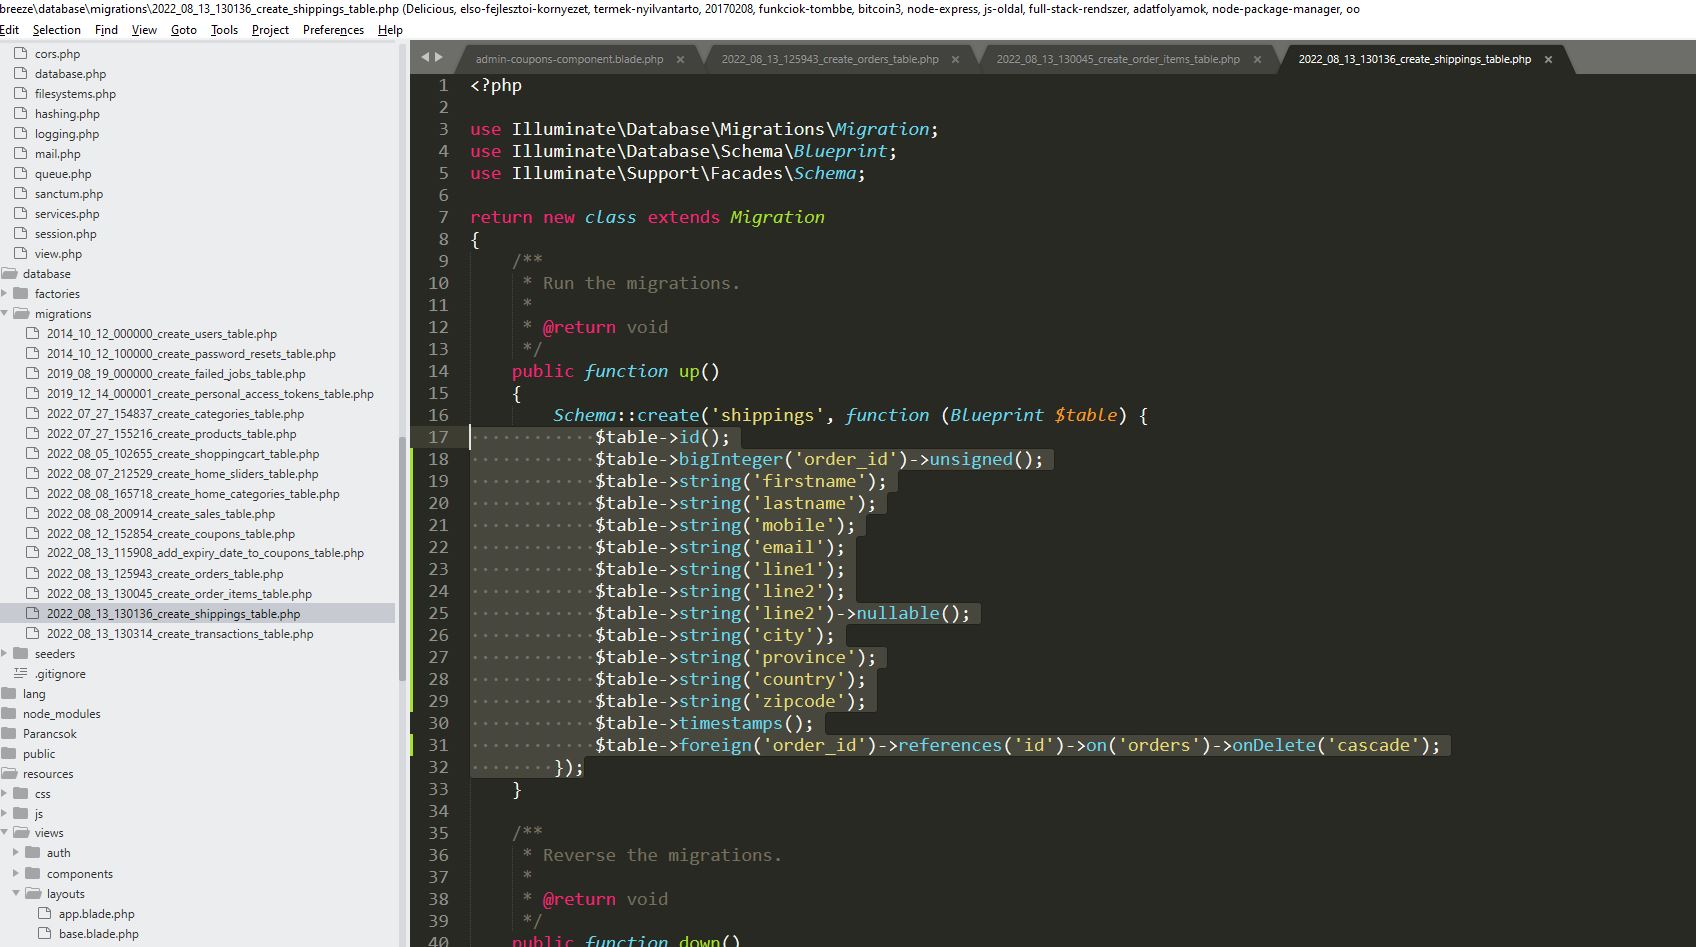 breeze\database\migrations\2022_08_13_130136_create_shippings_table.php (Delicious, elso-fejlesztoi-kornyezet, termek-nyilvantarto, 20170208, funkciok-tombbe, bitcoin3, node-express, js-oldal, full-stack-rendszer, adatfolyamok, node-package-manager, oo
Edit Selection Find View Goto Tools Project Preferences Help
cors.php
database.php
filesystems.php
hashing.php
logging.php
mail.php
queue.php
sanctum.php
services.php
session.php
view.php
database
factories
migrations
2014_10_12_000000_create_users_table.php
2014_10_12_100000_create_password_resets_table.php
2019_08_19_000000_create_failed_jobs_table.php
2019_12_14_000001_create_personal_access_tokens_table.php
2022_07_27_154837_create_categories_table.php
2022_07_27_155216_create_products_table.php
2022_08_05_102655_create_shoppingcart_table.php
2022_08_07_212529_create_home_sliders_table.php
2022_08_08_165718_create_home_categories_table.php
2022_08_08_200914_create_sales_table.php
2022_08_12_152854_create_coupons_table.php
2022_08_13_115908_add_expiry_date_to_coupons_table.php
2022_08_13_125943_create_orders_table.php
2022_08_13_130045_create_order_items_table.php
2022_08_13_130136_create_shippings_table.php
2022_08_13_130314_create_transactions_table.php
seeders
.gitignore
lang
node_modules
Parancsok
public
resources
css
js
views
auth
components
layouts
app.blade.php
base.blade.php
admin-coupons-component.blade.php × 2022_08_13_125943_create_orders_table.php × 2022_08_13_130045_create_order_items_table.php × 2022_08_13_130136_create_shippings_table.php ×
1 <?php
2
3 use Illuminate\Database\Migrations\Migration;
4 use Illuminate\Database\Schema\Blueprint;
5 use Illuminate\Support\Facades\Schema;
6
7 return new class extends Migration
8 {
9 /**
10 * Run the migrations.
11 *
12 * @return void
13 */
14 public function up()
15 {
16 Schema::create('shippings', function (Blueprint $table) {
17 $table->id();
18 $table->bigInteger('order_id')->unsigned();
19 $table->string('firstname');
20 $table->string('lastname');
21 $table->string('mobile');
22 $table->string('email');
23 $table->string('line1');
24 $table->string('line2');
25 $table->string('line2')->nullable();
26 $table->string('city');
27 $table->string('province');
28 $table->string('country');
29 $table->string('zipcode');
30 $table->timestamps();
31 $table->foreign('order_id')->references('id')->on('orders')->onDelete('cascade');
32 });
33 }
34
35 /**
36 * Reverse the migrations.
37 *
38 * @return void
39 */
40 public function down()